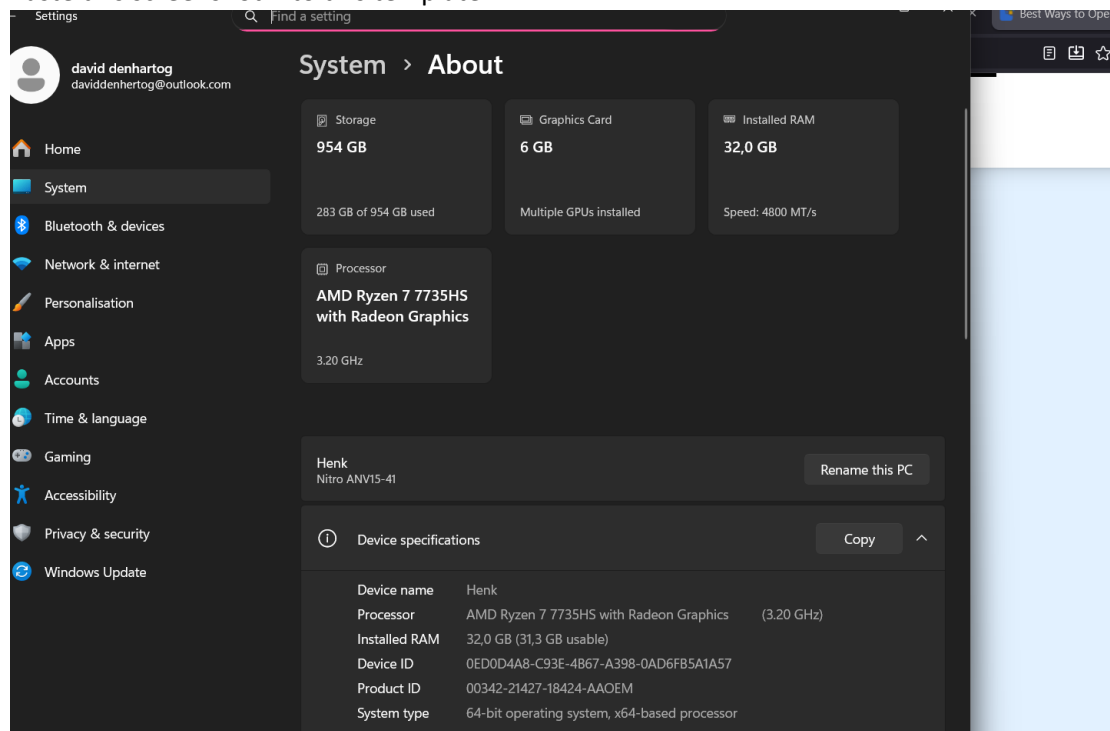 Settings
Find a setting
Best Ways to Ope
david denhartog
daviddenhertog@outlook.com
Home
System
Bluetooth & devices
Network & internet
Personalisation
Apps
Accounts
Time & language
Gaming
Accessibility
Privacy & security
Windows Update
System > About
Storage
954 GB
283 GB of 954 GB used
Graphics Card
6 GB
Multiple GPUs installed
Installed RAM
32,0 GB
Speed: 4800 MT/s
Processor
AMD Ryzen 7 7735HS
with Radeon Graphics
3.20 GHz
Henk
Nitro ANV15-41
Rename this PC
Device specifications
Copy
Device name Henk
Processor AMD Ryzen 7 7735HS with Radeon Graphics (3.20 GHz)
Installed RAM 32,0 GB (31,3 GB usable)
Device ID 0ED0D4A8-C93E-4B67-A398-0AD6FB5A1A57
Product ID 00342-21427-18424-AAOEM
System type 64-bit operating system, x64-based processor